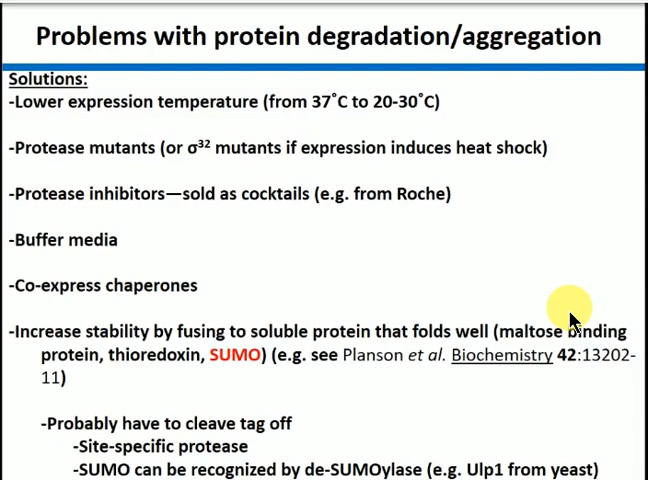 Problems with protein degradation/aggregation
Solutions:
-Lower expression temperature (from 37˚C to 20-30˚C)
-Protease mutants (or σ³² mutants if expression induces heat shock)
-Protease inhibitors—sold as cocktails (e.g. from Roche)
-Buffer media
-Co-express chaperones
-Increase stability by fusing to soluble protein that folds well (maltose binding
protein, thioredoxin, SUMO) (e.g. see Planson et al. Biochemistry 42:13202-
11)
-Probably have to cleave tag off
-Site-specific protease
-SUMO can be recognized by de-SUMOylase (e.g. Ulp1 from yeast)